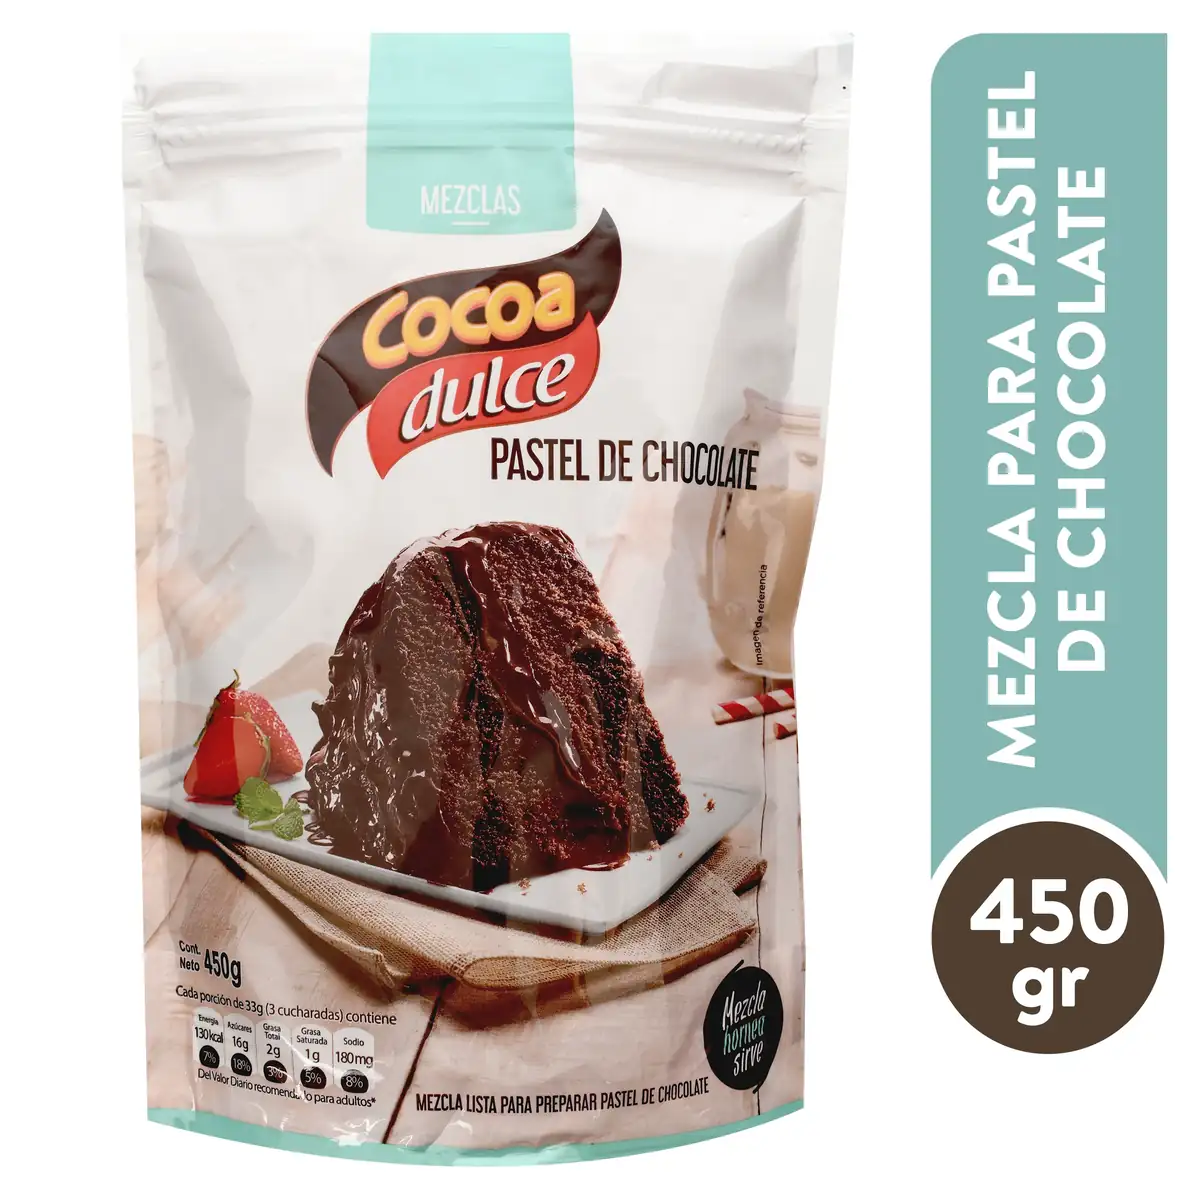 MEZCLAS
Cocoa
dulce
PASTEL DE CHOCOLATE
Imagen de referencia
Cont.
Neto 450g
Cada porción de 33g (3 cucharadas) contiene
Energía
130kcal
7%
Azúcares
16g
18%
Grasa
Total
2g
3%
Grasa
Saturada
1g
5%
Sodio
180mg
8%
Del Valor Diario recomendado para adultos*
Mezcla
hornea
sirve
MEZCLA LISTA PARA PREPARAR PASTEL DE CHOCOLATE
MEZCLA PARA PASTEL
DE CHOCOLATE
450
gr